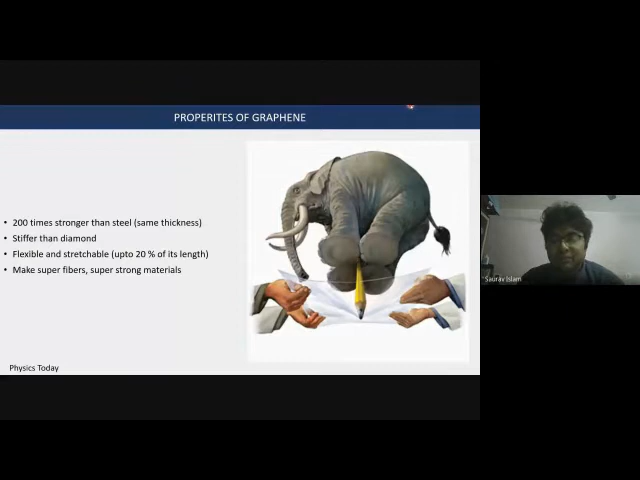 PROPERITES OF GRAPHENE
• 200 times stronger than steel (same thickness)
• Stiffer than diamond
• Flexible and stretchable (upto 20 % of its length)
• Make super fibers, super strong materials
Physics Today
Saurav Islam